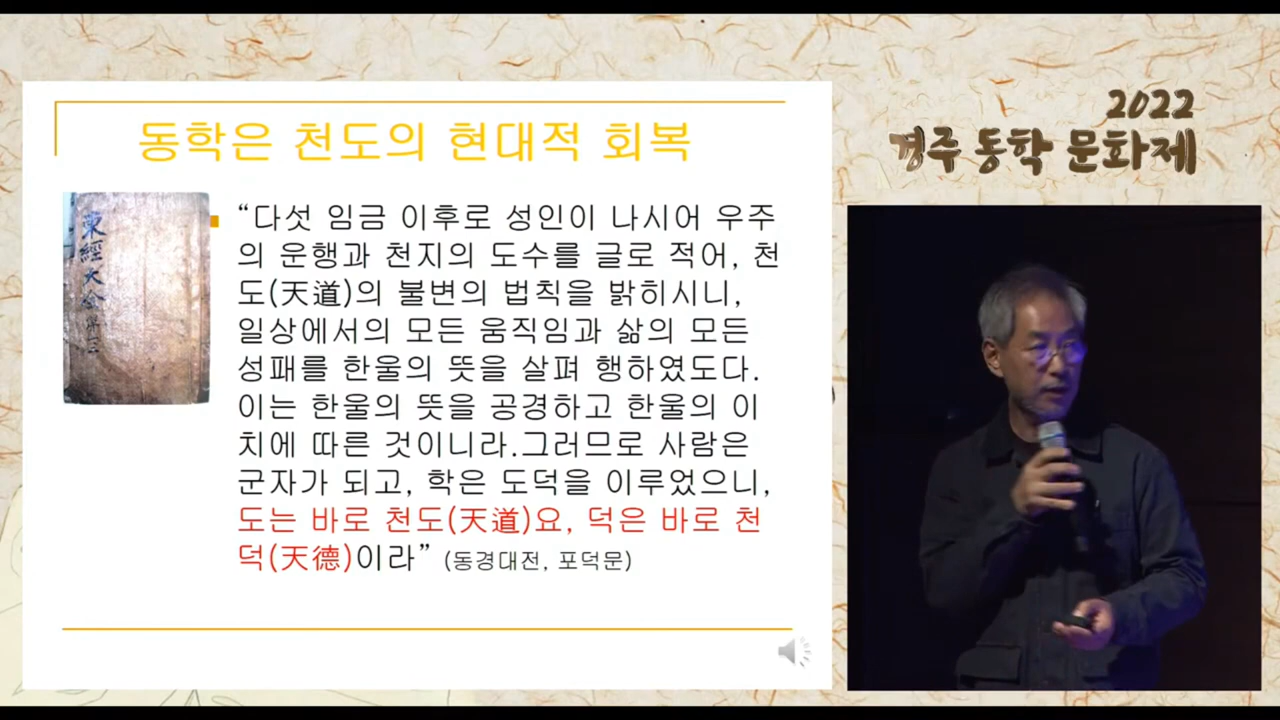 2022
경주 동학 문화제
동학은 천도의 현대적 회복
東經大全
“다섯 임금 이후로 성인이 나시어 우주
의 운행과 천지의 도수를 글로 적어, 천
도(天道)의 불변의 법칙을 밝히시니,
일상에서의 모든 움직임과 삶의 모든
성패를 한울의 뜻을 살펴 행하였도다.
이는 한울의 뜻을 공경하고 한울의 이
치에 따른 것이니라.그러므로 사람은
군자가 되고, 학은 도덕을 이루었으니,
도는 바로 천도(天道)요, 덕은 바로 천
덕(天德)이라” (동경대전, 포덕문)